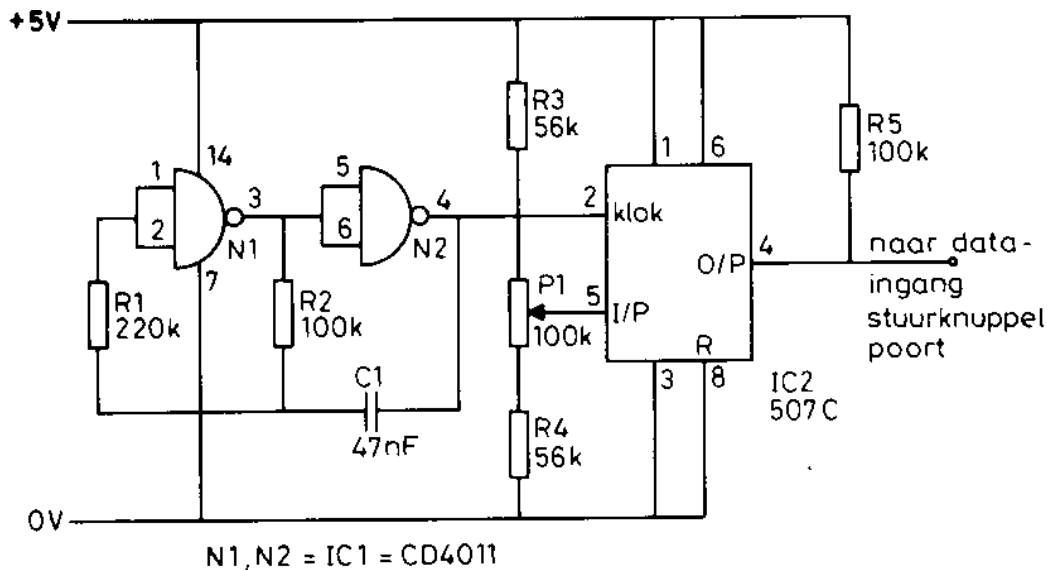 +5V
R3
56k
R5
100k
14
1
6
1
2
3
5
6
4
2
klok
N1
N2
7
O/P
4
naar data-
ingang
stuurknuppel
poort
R1
220k
R2
100k
P1
100k
5
I/P
R
3
8
C1
47nF
R4
56k
IC2
507C
0V
N1,N2 = IC1 = CD4011